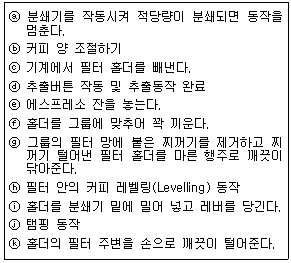 ⓐ 분쇄기를 작동시켜 적당량이 분쇄되면 동작을
멈춘다.
ⓑ 커피 양 조절하기
ⓒ 기계에서 필터 홀더를 빼낸다.
ⓓ 추출버튼 작동 및 추출동작 완료
ⓔ 에스프레소 잔을 놓는다.
ⓕ 홀더를 그룹에 맞추어 꽉 끼운다.
ⓖ 그룹의 필터 망에 붙은 찌꺼기를 제거하고 찌
꺼기 털어낸 필터 홀더를 마른 행주로 깨끗이
닦아준다.
ⓗ 필터 안의 커피 레벨링(Levelling) 동작
ⓘ 홀더를 분쇄기 밑에 밀어 넣고 레버를 당긴다.
ⓙ 탬핑 동작
ⓚ 홀더의 필터 주변을 손으로 깨끗이 털어준다.